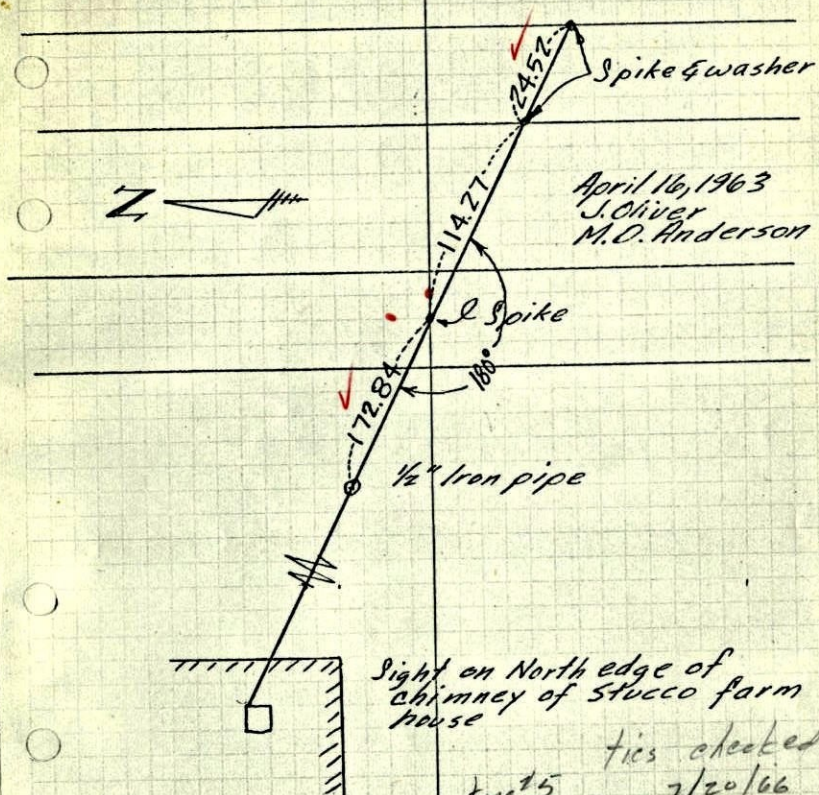 24.52
Spike & washer
N
April 16, 1963
J. Oliver
M.D. Anderson
114.27
Spike
180°
172.84
1/2" Iron pipe
Sight on North edge of
chimney of Stucco farm
house
ties checked
7/20/66